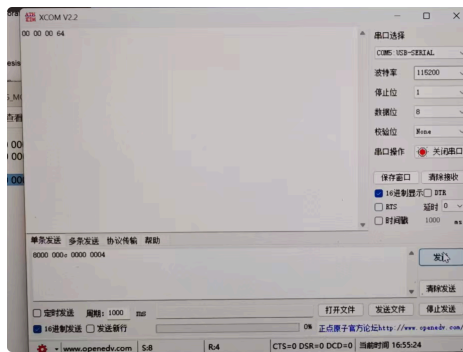 XCOM V2.2
00 00 00 64
串口选择
COM5 USB-SERIAL
波特率 115200
停止位 1
数据位 8
校验位 None
串口操作 关闭串口
保存窗口 清除接收
16进制显示 DTR
RTS 延时 0
时间戳 1000 ms
单条发送 多条发送 协议传输 帮助
8000 000c 0000 0004
发送
清除发送
定时发送 周期: 1000 ms 打开文件 发送文件 停止发送
16进制发送 发送新行 0% 正点原子官方论坛http://www.openedv.com/
www.openedv.com S:8 R:4 CTS=0 DSR=0 DCD=0 当前时间 16:55:24